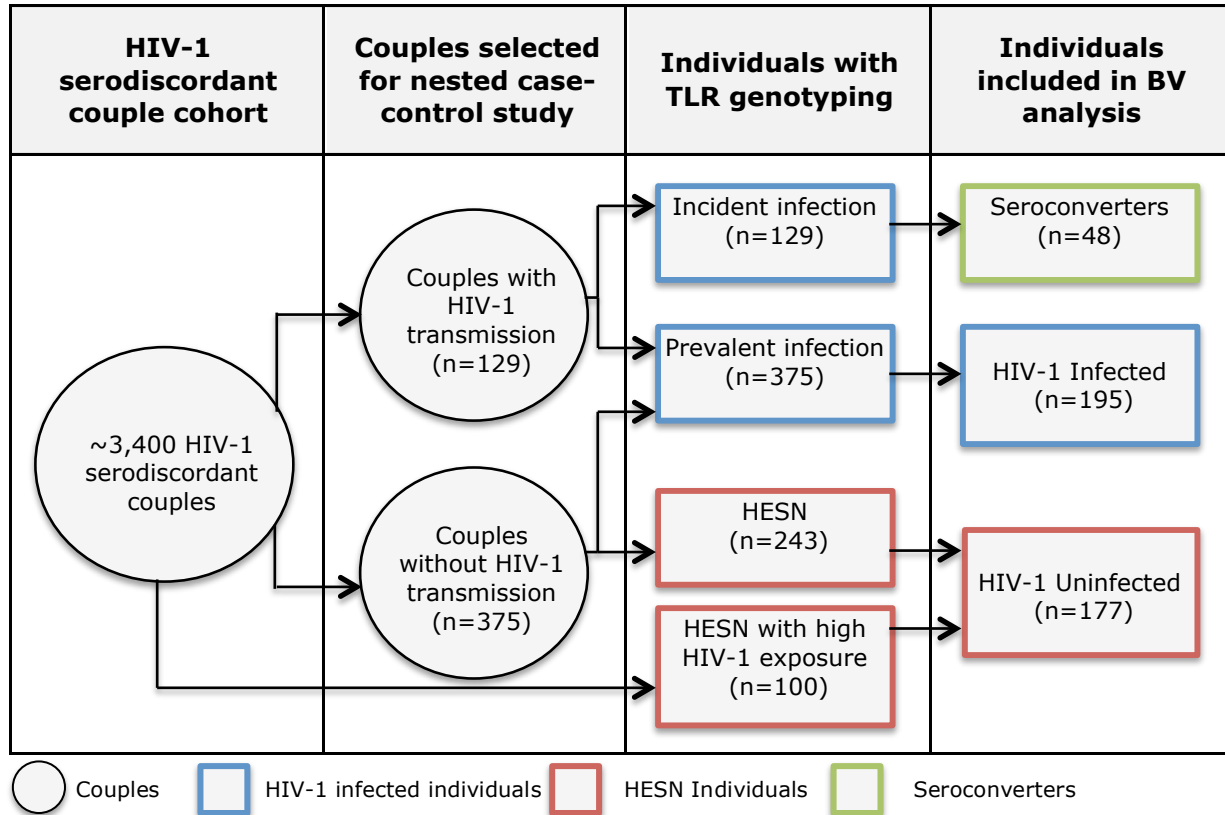 HIV-1
serodiscordant
couple cohort
Couples selected
for nested case-
control study
Individuals with
TLR genotyping
Individuals
included in BV
analysis
~3,400 HIV-1
serodiscordant
couples
Couples with
HIV-1
transmission
(n=129)
Couples
without HIV-1
transmission
(n=375)
Incident infection
(n=129)
Prevalent infection
(n=375)
HESN
(n=243)
HESN with high
HIV-1 exposure
(n=100)
Seroconverters
(n=48)
HIV-1 Infected
(n=195)
HIV-1 Uninfected
(n=177)
Couples
HIV-1 infected individuals
HESN Individuals
Seroconverters